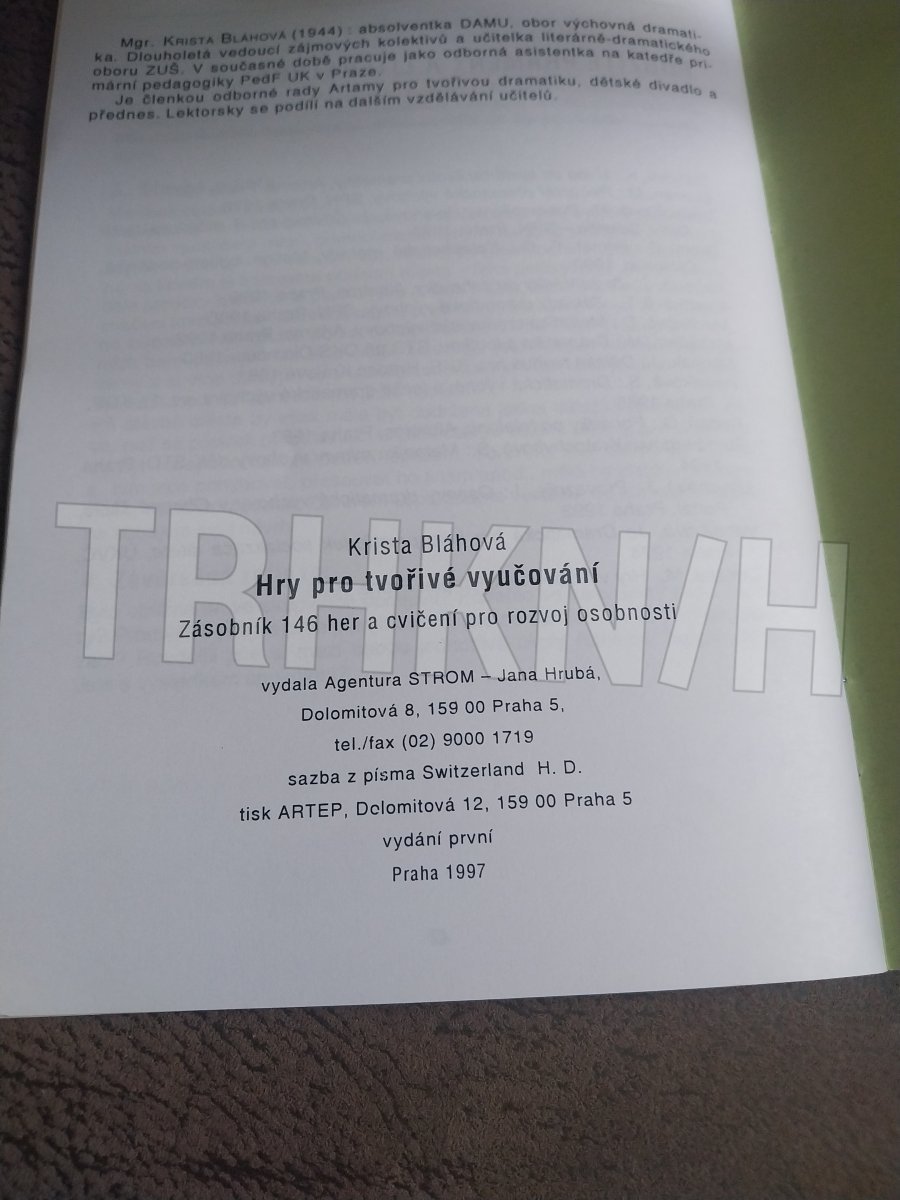 Mgr. KRISTA BLÁHOVÁ (1944) : absolventka DAMU, obor výchovná dramati-
ka. Dlouholetá vedoucí zájmových kolektivů a učitelka literárně-dramatického
oboru ZUŠ. V současné době pracuje jako odborná asistentka na katedře pri-
mární pedagogiky PedF UK v Praze.
Je členkou odborné rady Artamy pro tvořivou dramatiku, dětské divadlo a
přednes. Lektorsky se podílí na dalším vzdělávání učitelů.
TRHKN/H
Krista Bláhová
Hry pro tvořivé vyučování
Zásobník 146 her a cvičení pro rozvoj osobnosti
vydala Agentura STROM – Jana Hrubá,
Dolomitová 8, 159 00 Praha 5,
tel./fax (02) 9000 1719
sazba z písma Switzerland H. D.
tisk ARTEP, Dolomitová 12, 159 00 Praha 5
vydání první
Praha 1997